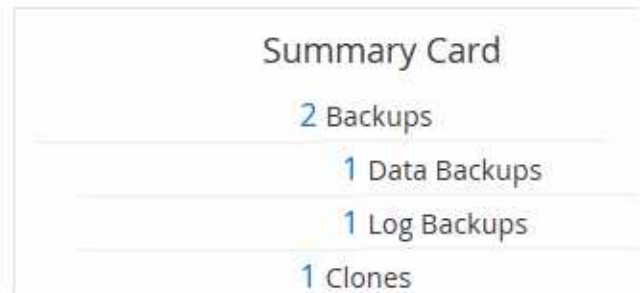 Summary Card
2 Backups
1 Data Backups
1 Log Backups
1 Clones